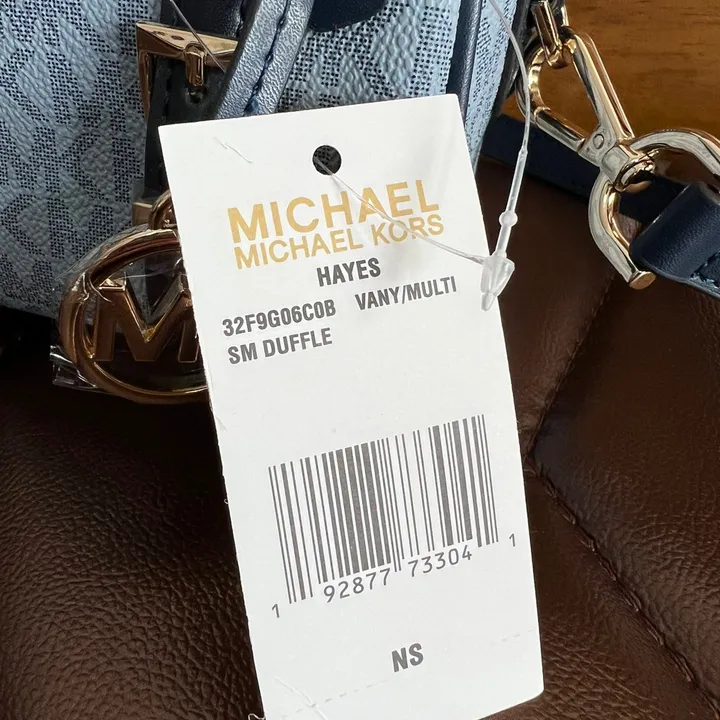 MICHAEL
MICHAEL KORS
HAYES
32F9G06C0B VANY/MULTI
SM DUFFLE
1 92877 73304 1
NS